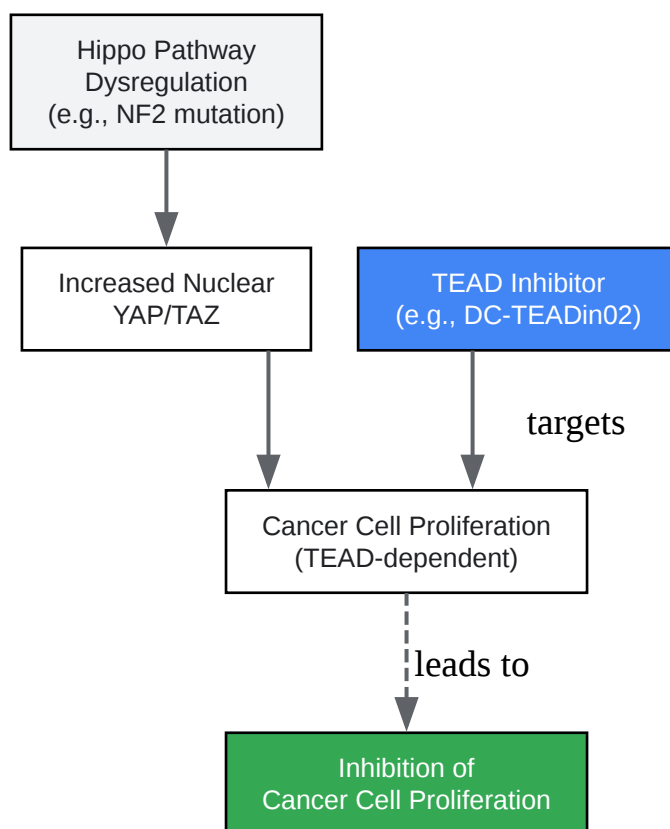 Hippo Pathway
Dysregulation
(e.g., NF2 mutation)
Increased Nuclear
YAP/TAZ
TEAD Inhibitor
(e.g., DC-TEADin02)
targets
Cancer Cell Proliferation
(TEAD-dependent)
leads to
Inhibition of
Cancer Cell Proliferation